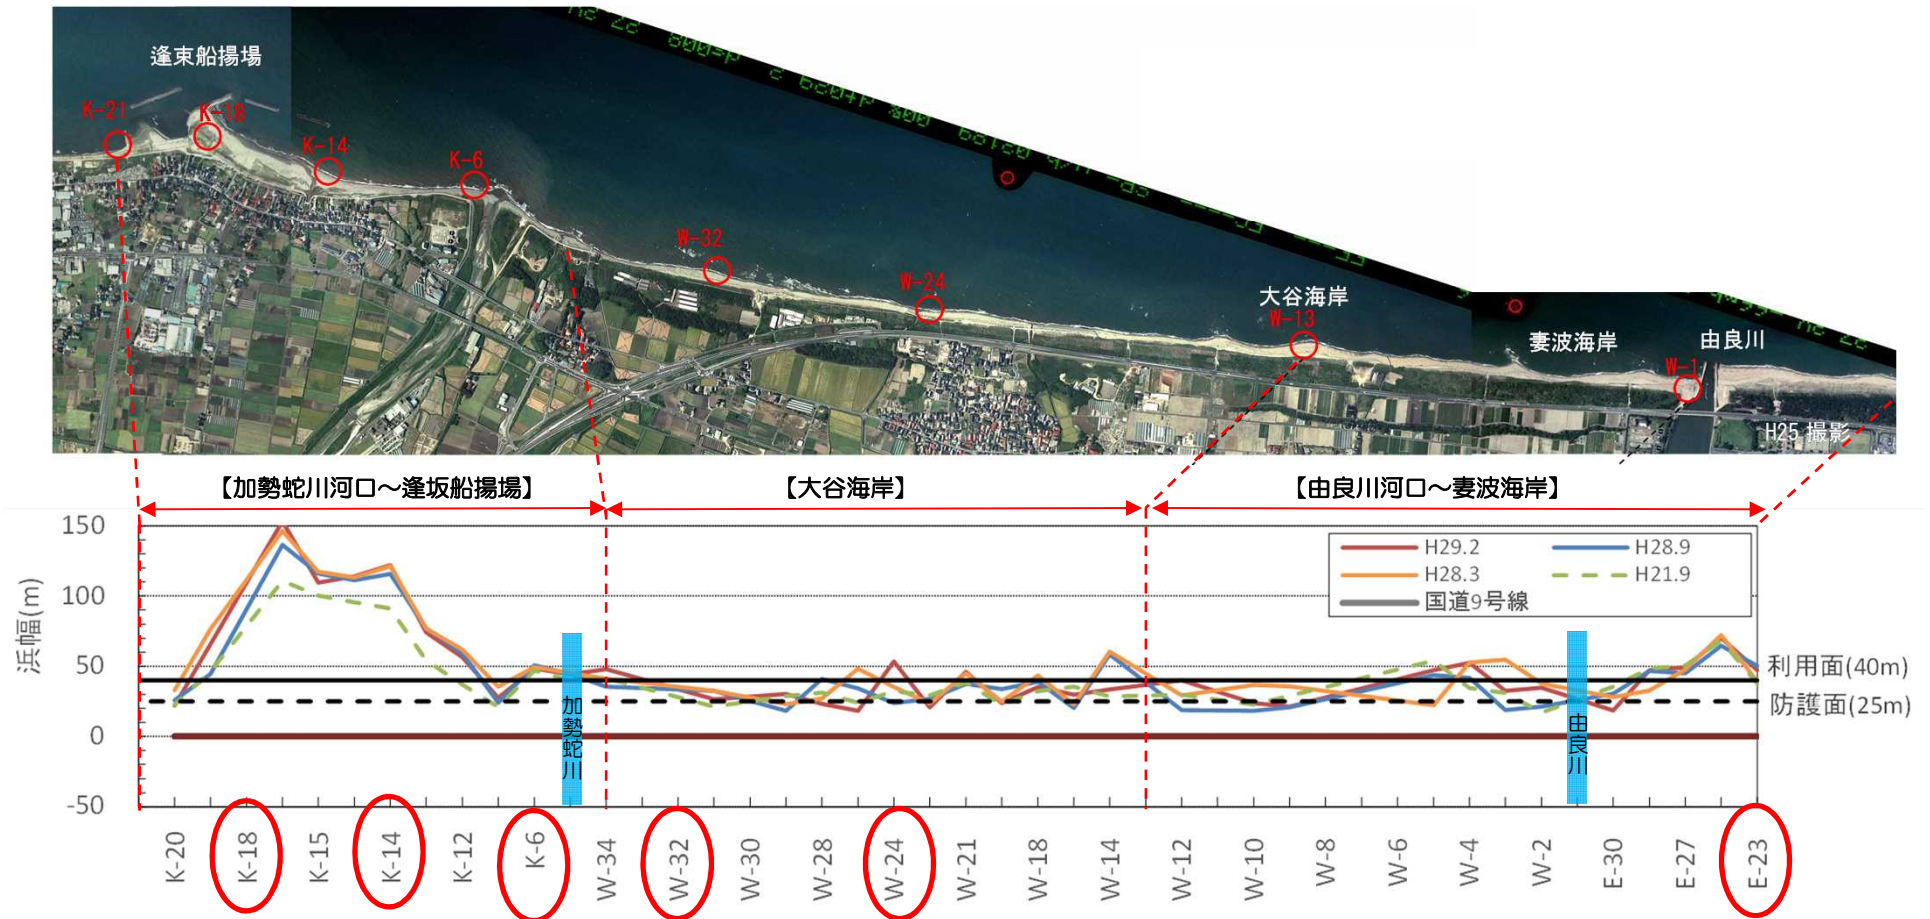 逢束船揚場
K-21
K-18
K-14
K-6
W-32
W-24
大谷海岸
W-13
妻波海岸
由良川
W-1
H25 撮影
【加勢蛇川河口～逢坂船揚場】
【大谷海岸】
【由良川河口～妻波海岸】
浜幅(m)
150
100
50
0
-50
H29.2
H28.9
H28.3
H21.9
国道9号線
利用面(40m)
防護面(25m)
加勢蛇川
由良川
K-20
K-18
K-15
K-14
K-12
K-6
W-34
W-32
W-30
W-28
W-24
W-21
W-18
W-14
W-12
W-10
W-8
W-6
W-4
W-2
E-30
E-27
E-23